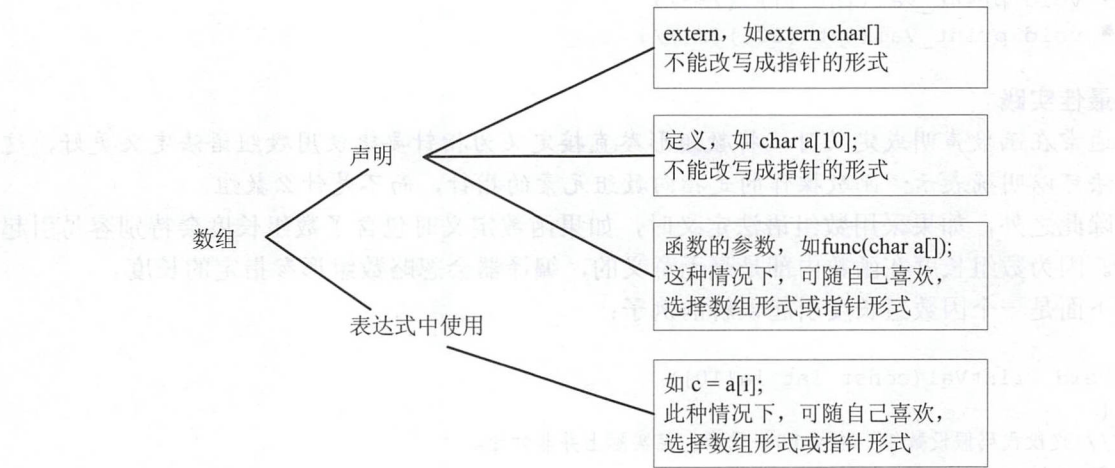 extern，如extern char[]
不能改写成指针的形式
声明
定义，如 char a[10];
不能改写成指针的形式
数组
函数的参数，如func(char a[]);
这种情况下，可随自己喜欢，
选择数组形式或指针形式
表达式中使用
如 c = a[i];
此种情况下，可随自己喜欢，
选择数组形式或指针形式